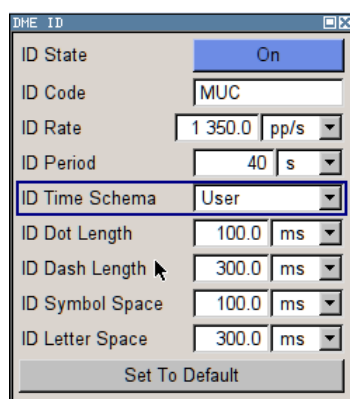 DME ID
ID State On
ID Code MUC
ID Rate 1 350.0 pp/s
ID Period 40 s
ID Time Schema User
ID Dot Length 100.0 ms
ID Dash Length 300.0 ms
ID Symbol Space 100.0 ms
ID Letter Space 300.0 ms
Set To Default